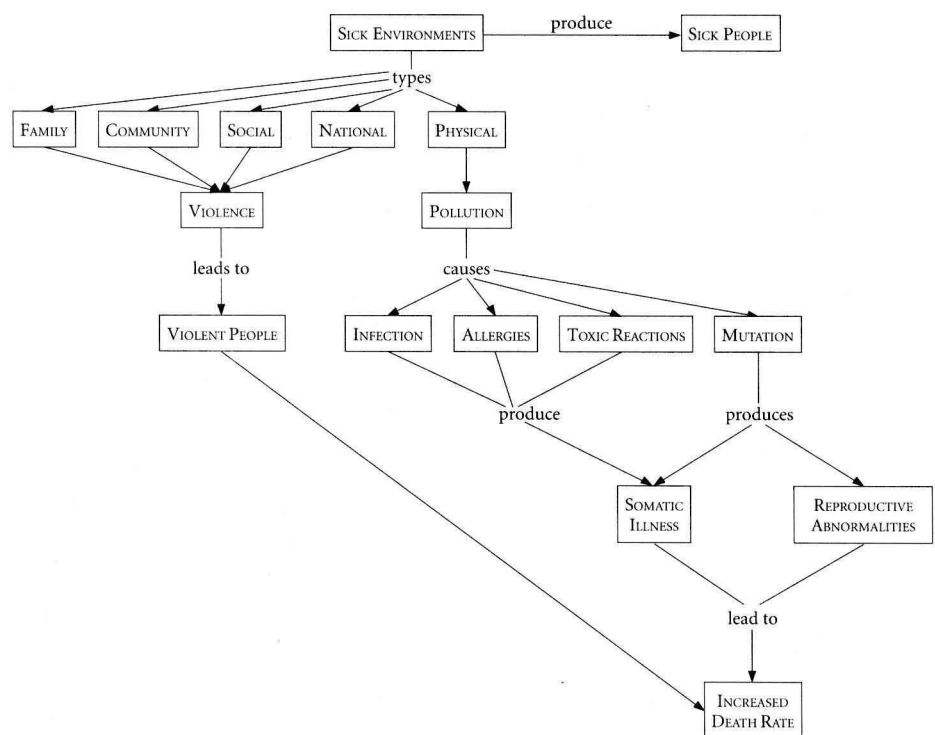 produce
SICK ENVIRONMENTS
SICK PEOPLE
types
FAMILY
COMMUNITY
SOCIAL
NATIONAL
PHYSICAL
VIOLENCE
POLLUTION
leads to
causes
VIOLENT PEOPLE
INFECTION
ALLERGIES
TOXIC REACTIONS
MUTATION
produce
produces
SOMATIC
ILLNESS
REPRODUCTIVE
ABNORMALITIES
lead to
INCREASED
DEATH RATE